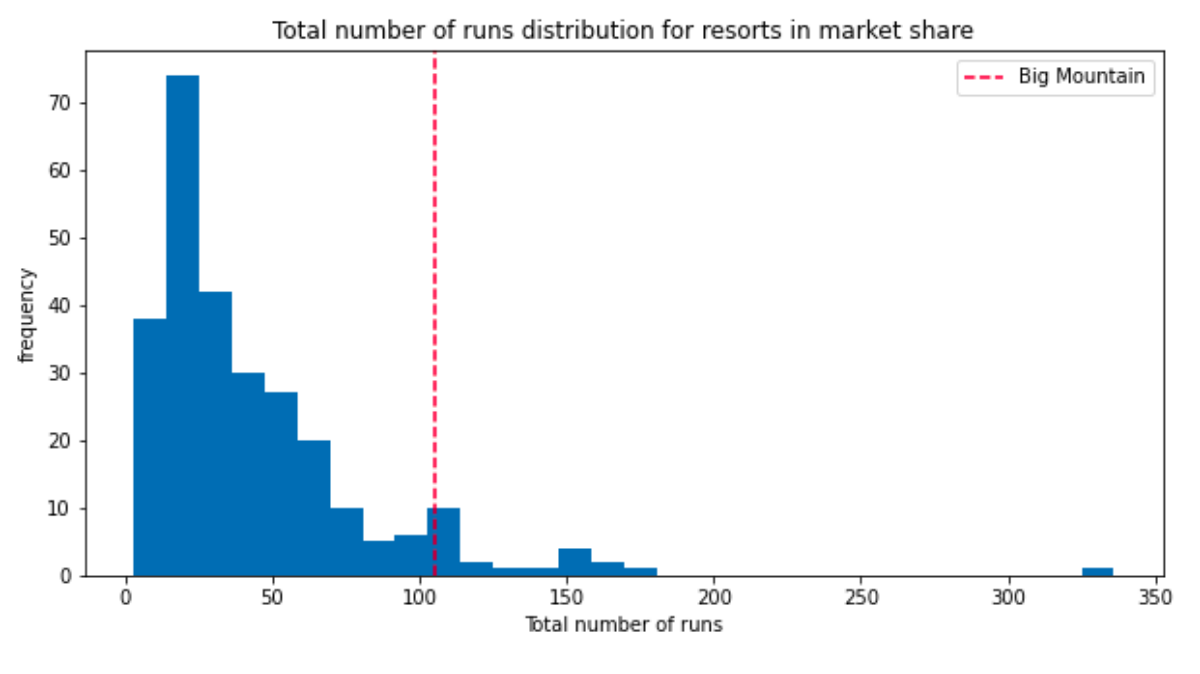 Total number of runs distribution for resorts in market share
Big Mountain
frequency
70
60
50
40
30
20
10
0
0 50 100 150 200 250 300 350
Total number of runs